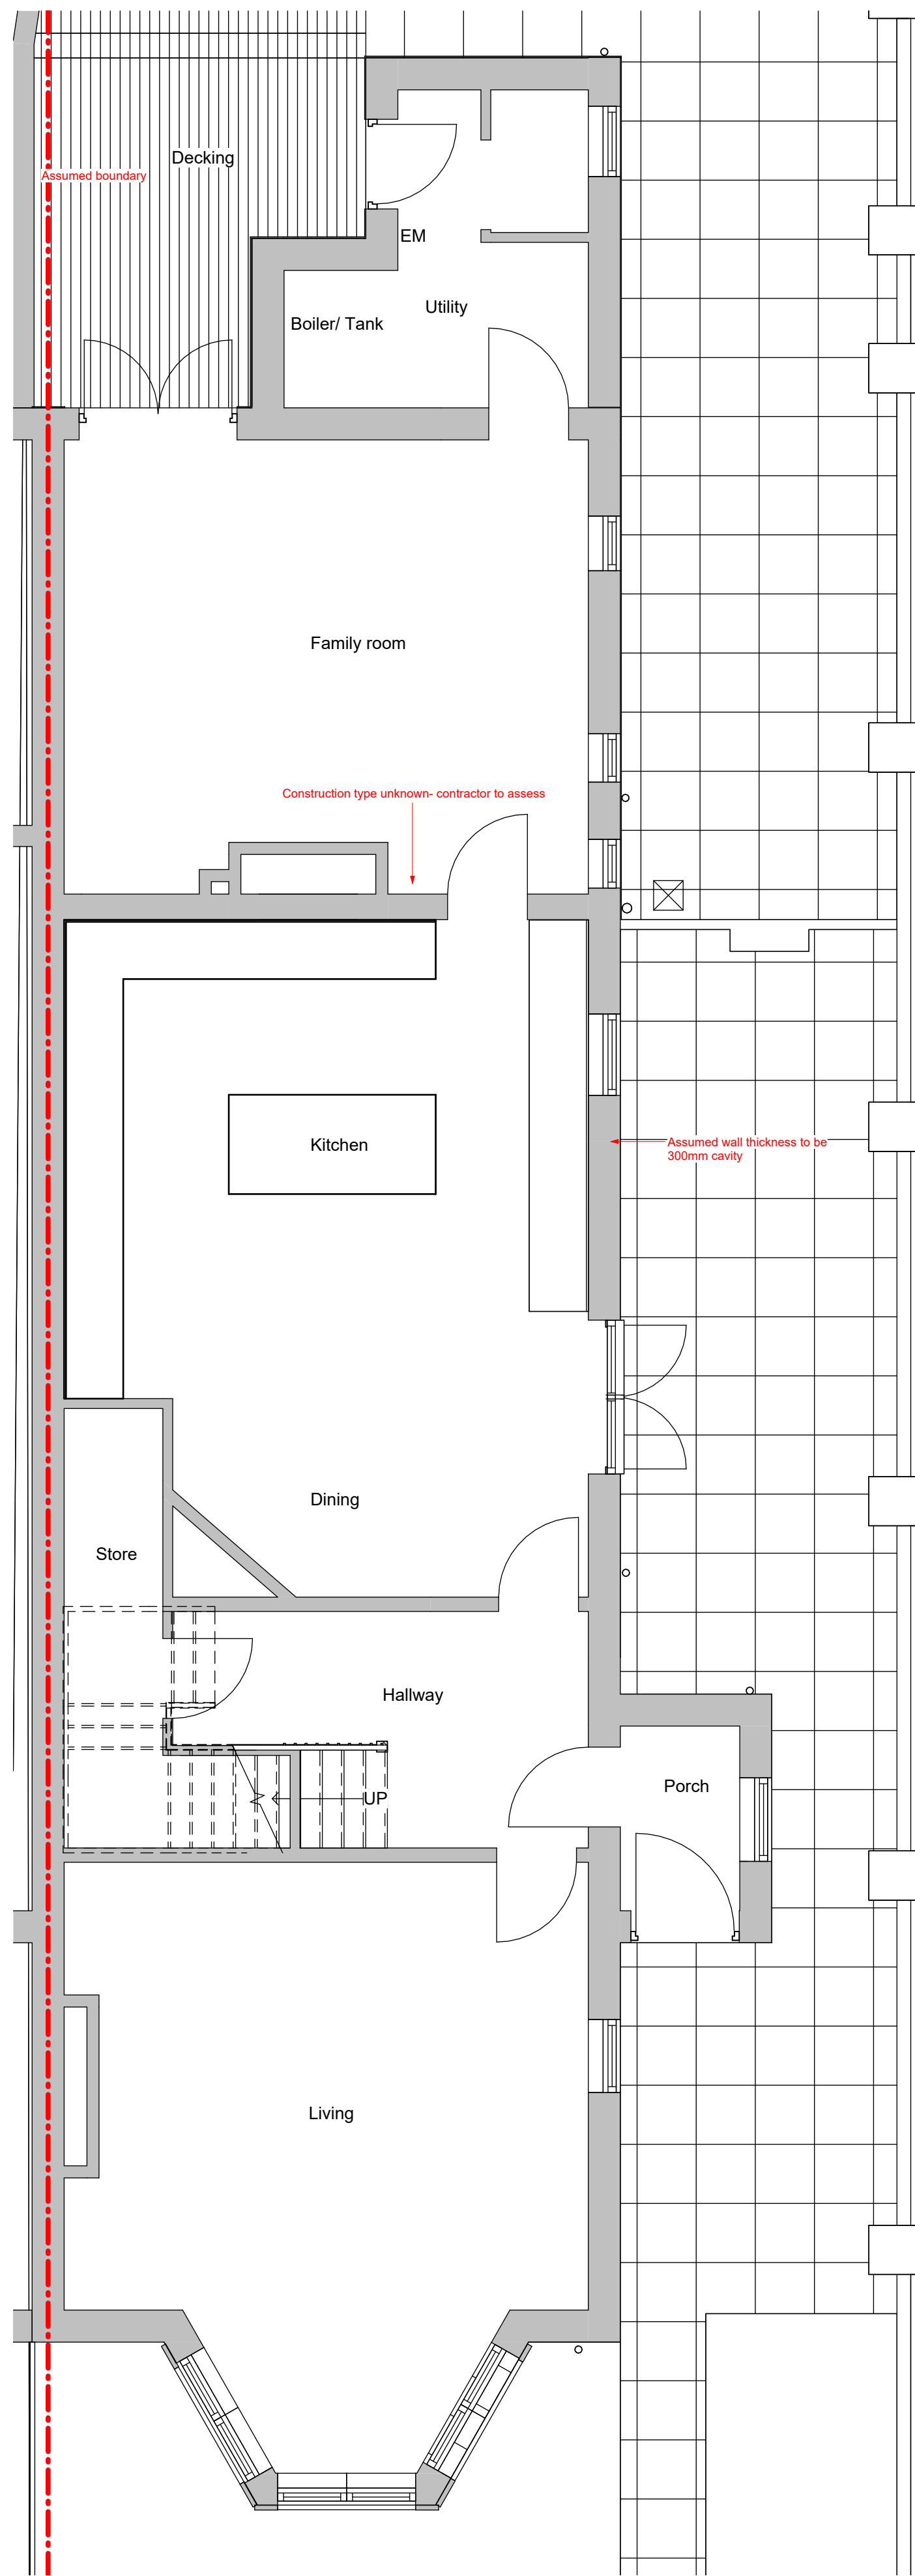 Decking
Assumed boundary
EM
Utility
Boiler/ Tank
Family room
Construction type unknown- contractor to assess
Kitchen
Assumed wall thickness to be
300mm cavity
Dining
Store
Hallway
Porch
UP
Living